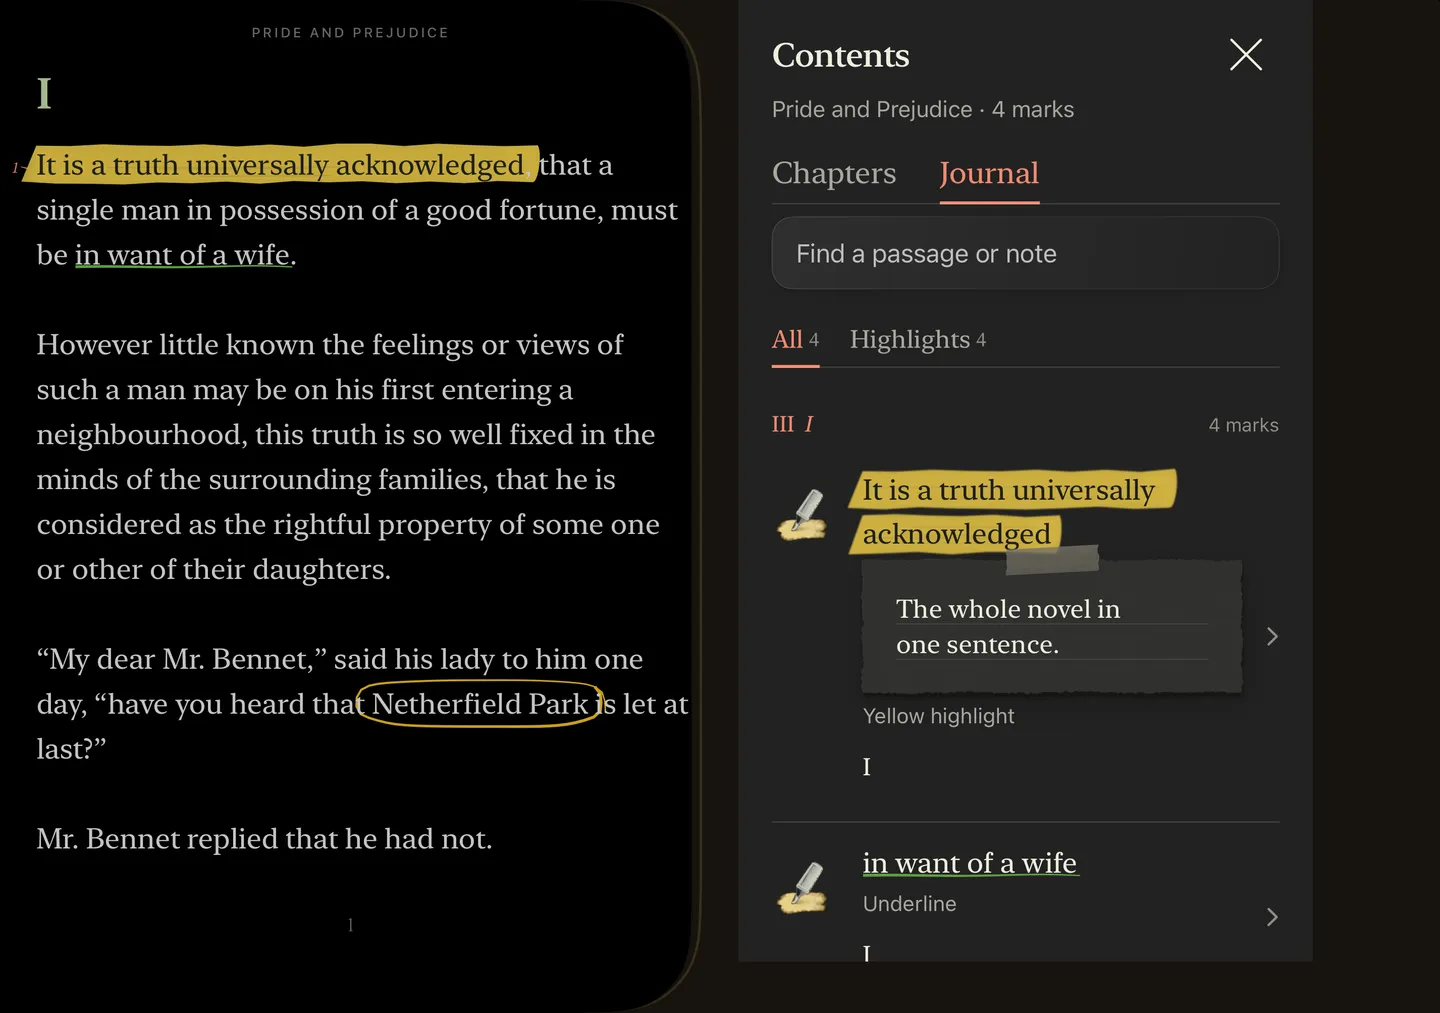 PRIDE AND PREJUDICE
I
1
It is a truth universally acknowledged, that a
single man in possession of a good fortune, must
be in want of a wife.
However little known the feelings or views of
such a man may be on his first entering a
neighbourhood, this truth is so well fixed in the
minds of the surrounding families, that he is
considered as the rightful property of some one
or other of their daughters.
“My dear Mr. Bennet,” said his lady to him one
day, “have you heard that Netherfield Park is let at
last?”
Mr. Bennet replied that he had not.
1
Contents
Pride and Prejudice · 4 marks
Chapters Journal
Find a passage or note
All 4 Highlights 4
III I 4 marks
It is a truth universally
acknowledged
The whole novel in
one sentence.
Yellow highlight
I
in want of a wife
Underline
I